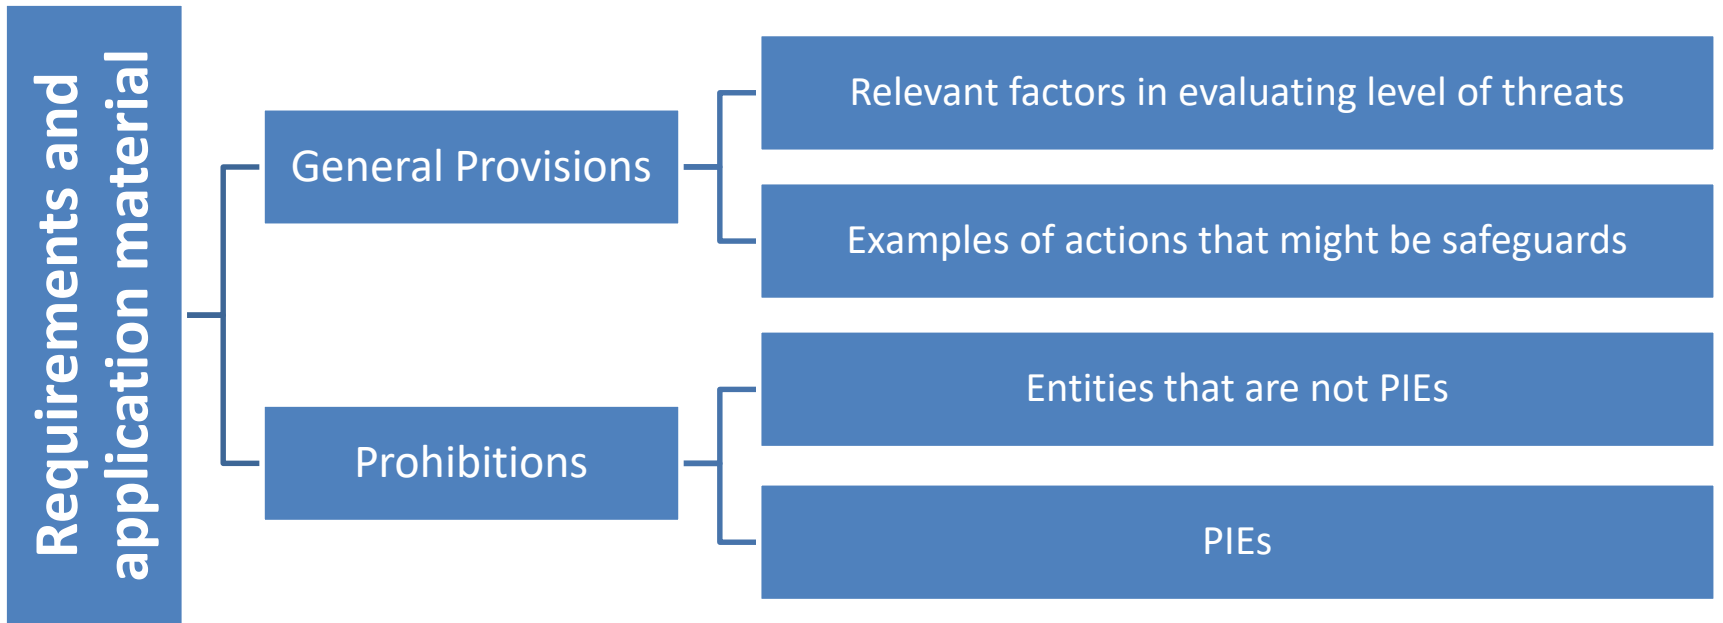 Requirements and
application material
General Provisions
Relevant factors in evaluating level of threats
Examples of actions that might be safeguards
Prohibitions
Entities that are not PIEs
PIEs